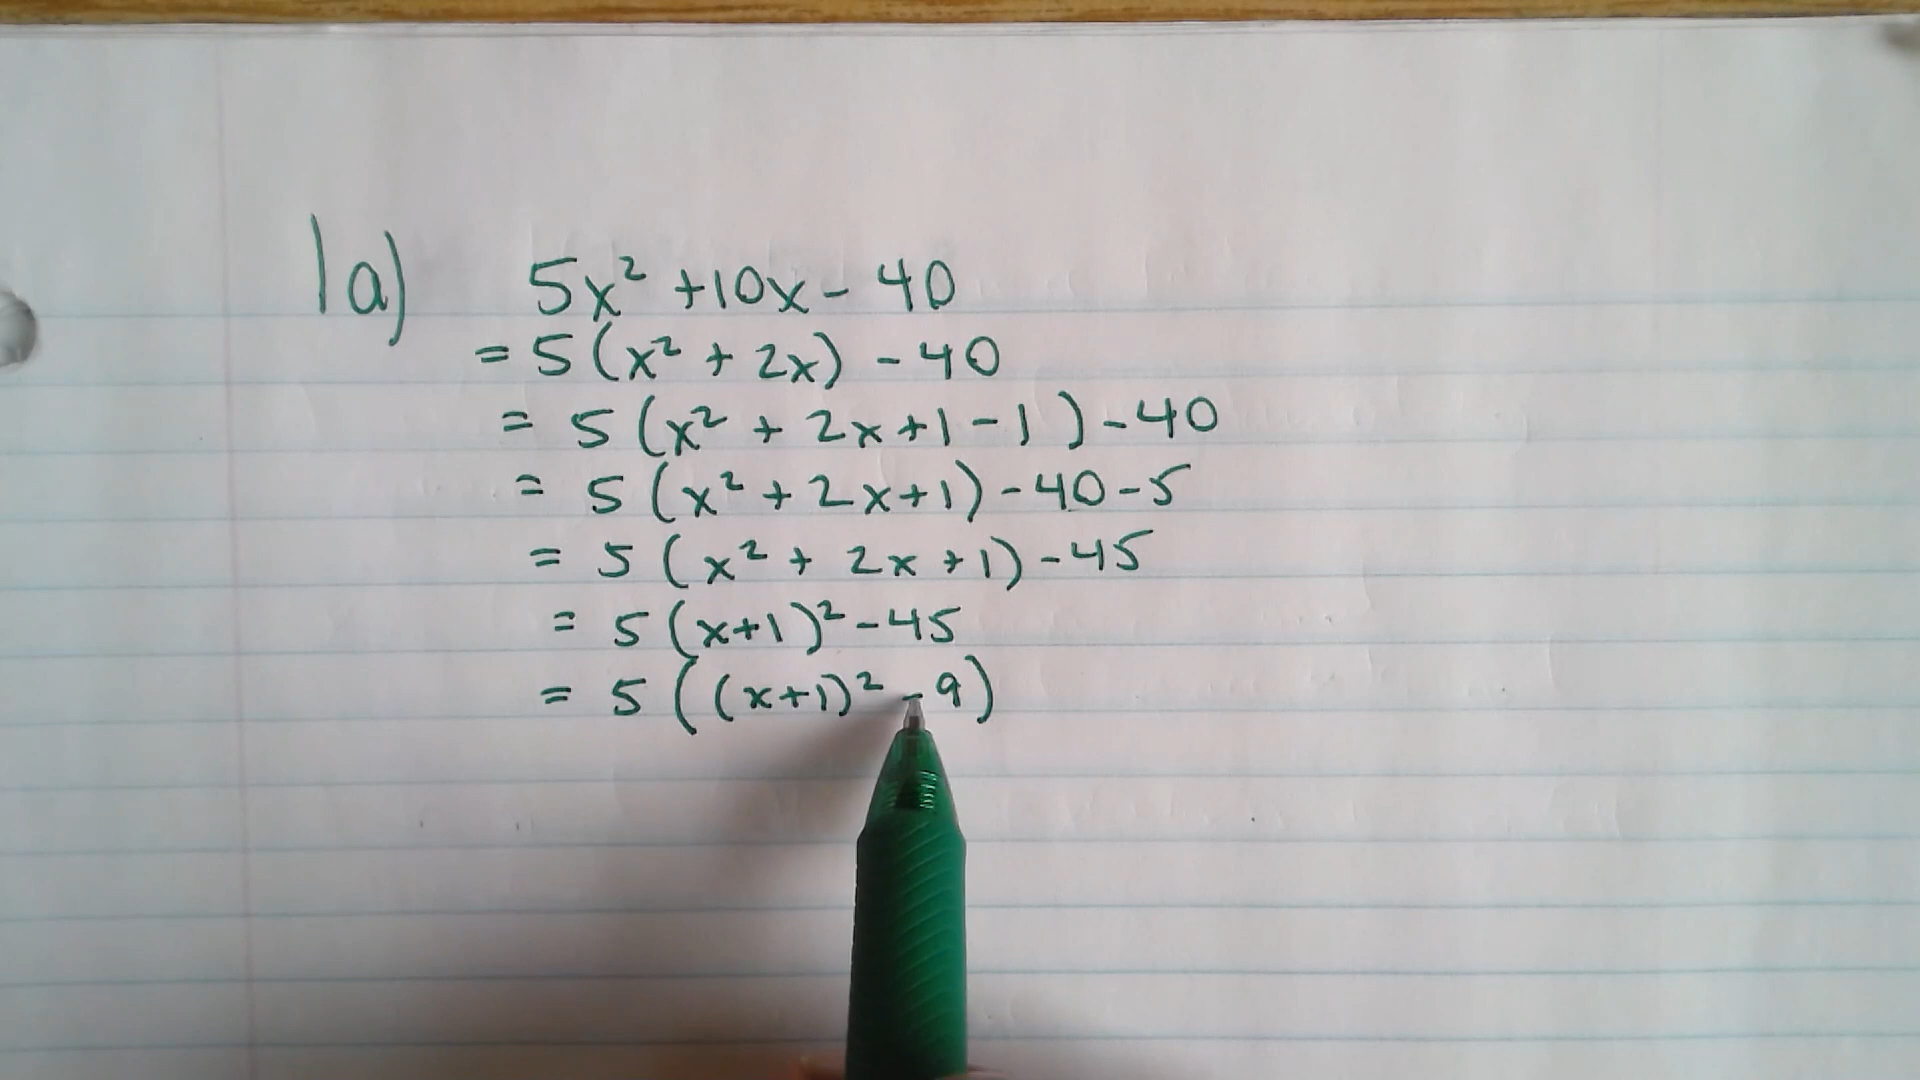 1a) 5x² + 10x - 40
= 5(x² + 2x) - 40
= 5(x² + 2x + 1 - 1) - 40
= 5(x² + 2x + 1) - 40 - 5
= 5(x² + 2x + 1) - 45
= 5(x+1)² - 45
= 5((x+1)² - 9)